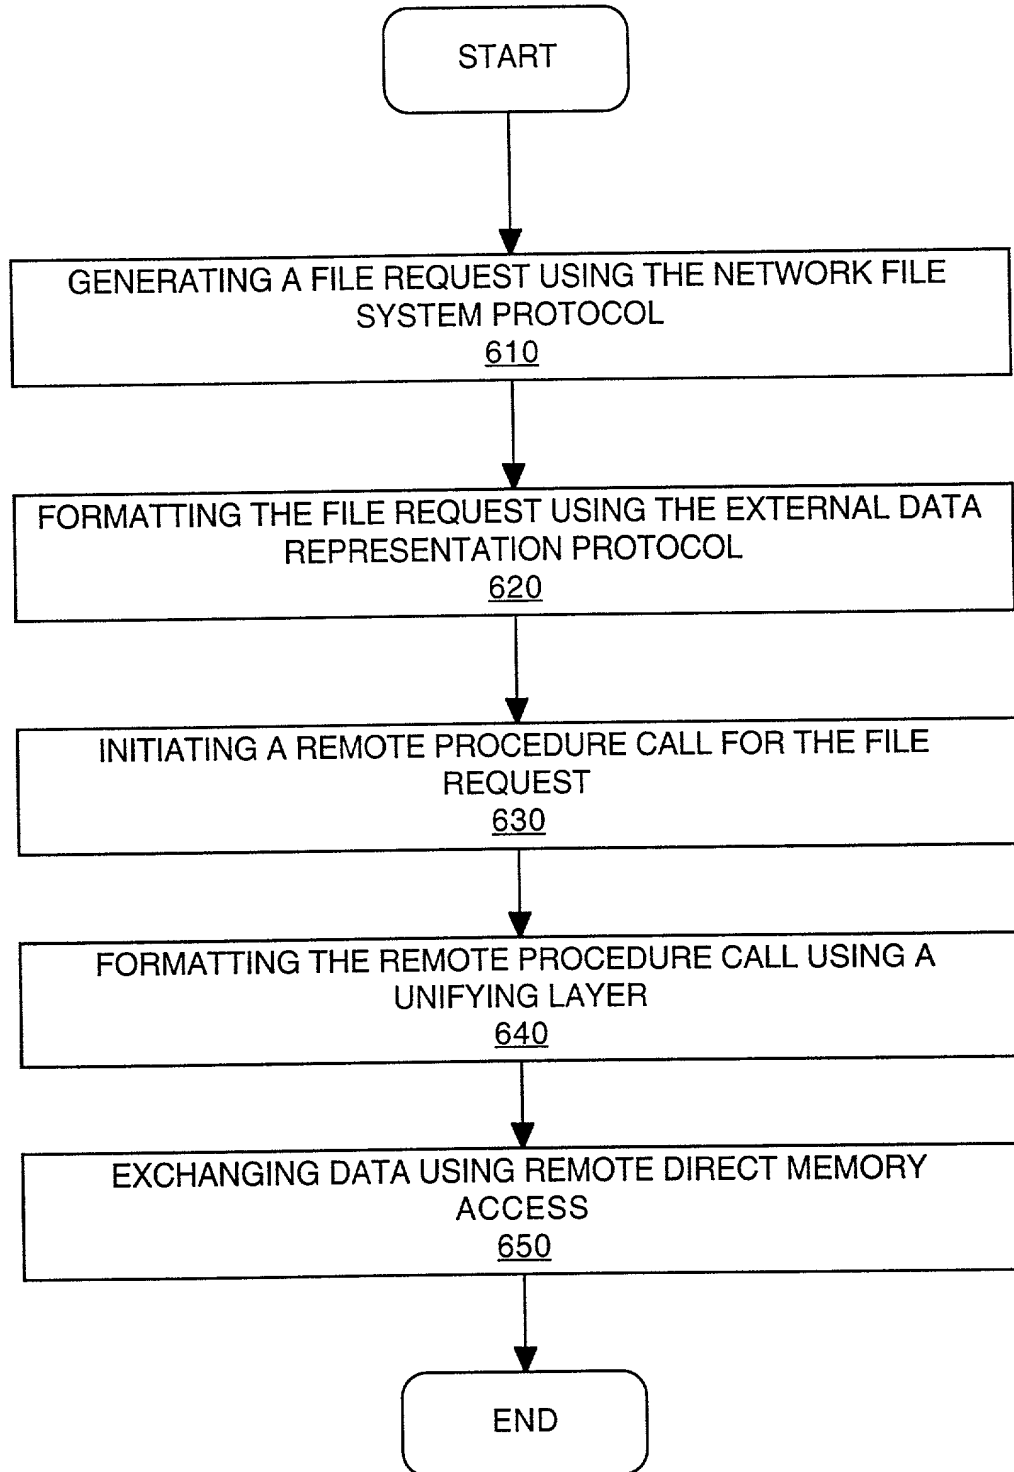 START
GENERATING A FILE REQUEST USING THE NETWORK FILE
SYSTEM PROTOCOL
610
FORMATTING THE FILE REQUEST USING THE EXTERNAL DATA
REPRESENTATION PROTOCOL
620
INITIATING A REMOTE PROCEDURE CALL FOR THE FILE
REQUEST
630
FORMATTING THE REMOTE PROCEDURE CALL USING A
UNIFYING LAYER
640
EXCHANGING DATA USING REMOTE DIRECT MEMORY
ACCESS
650
END